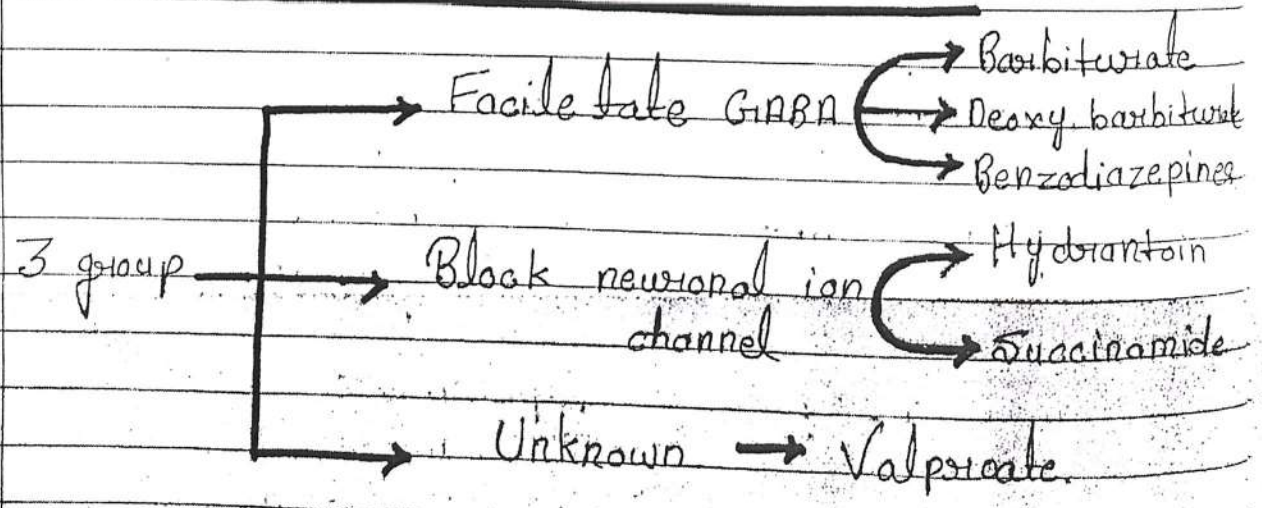 Barbiturate
Facile tate GABA
Deoxy barbiturate
Benzodiazepines
3 group
Block neuronal ion
channel
Hydrantoin
Succinamide
Unknown
Valproate.